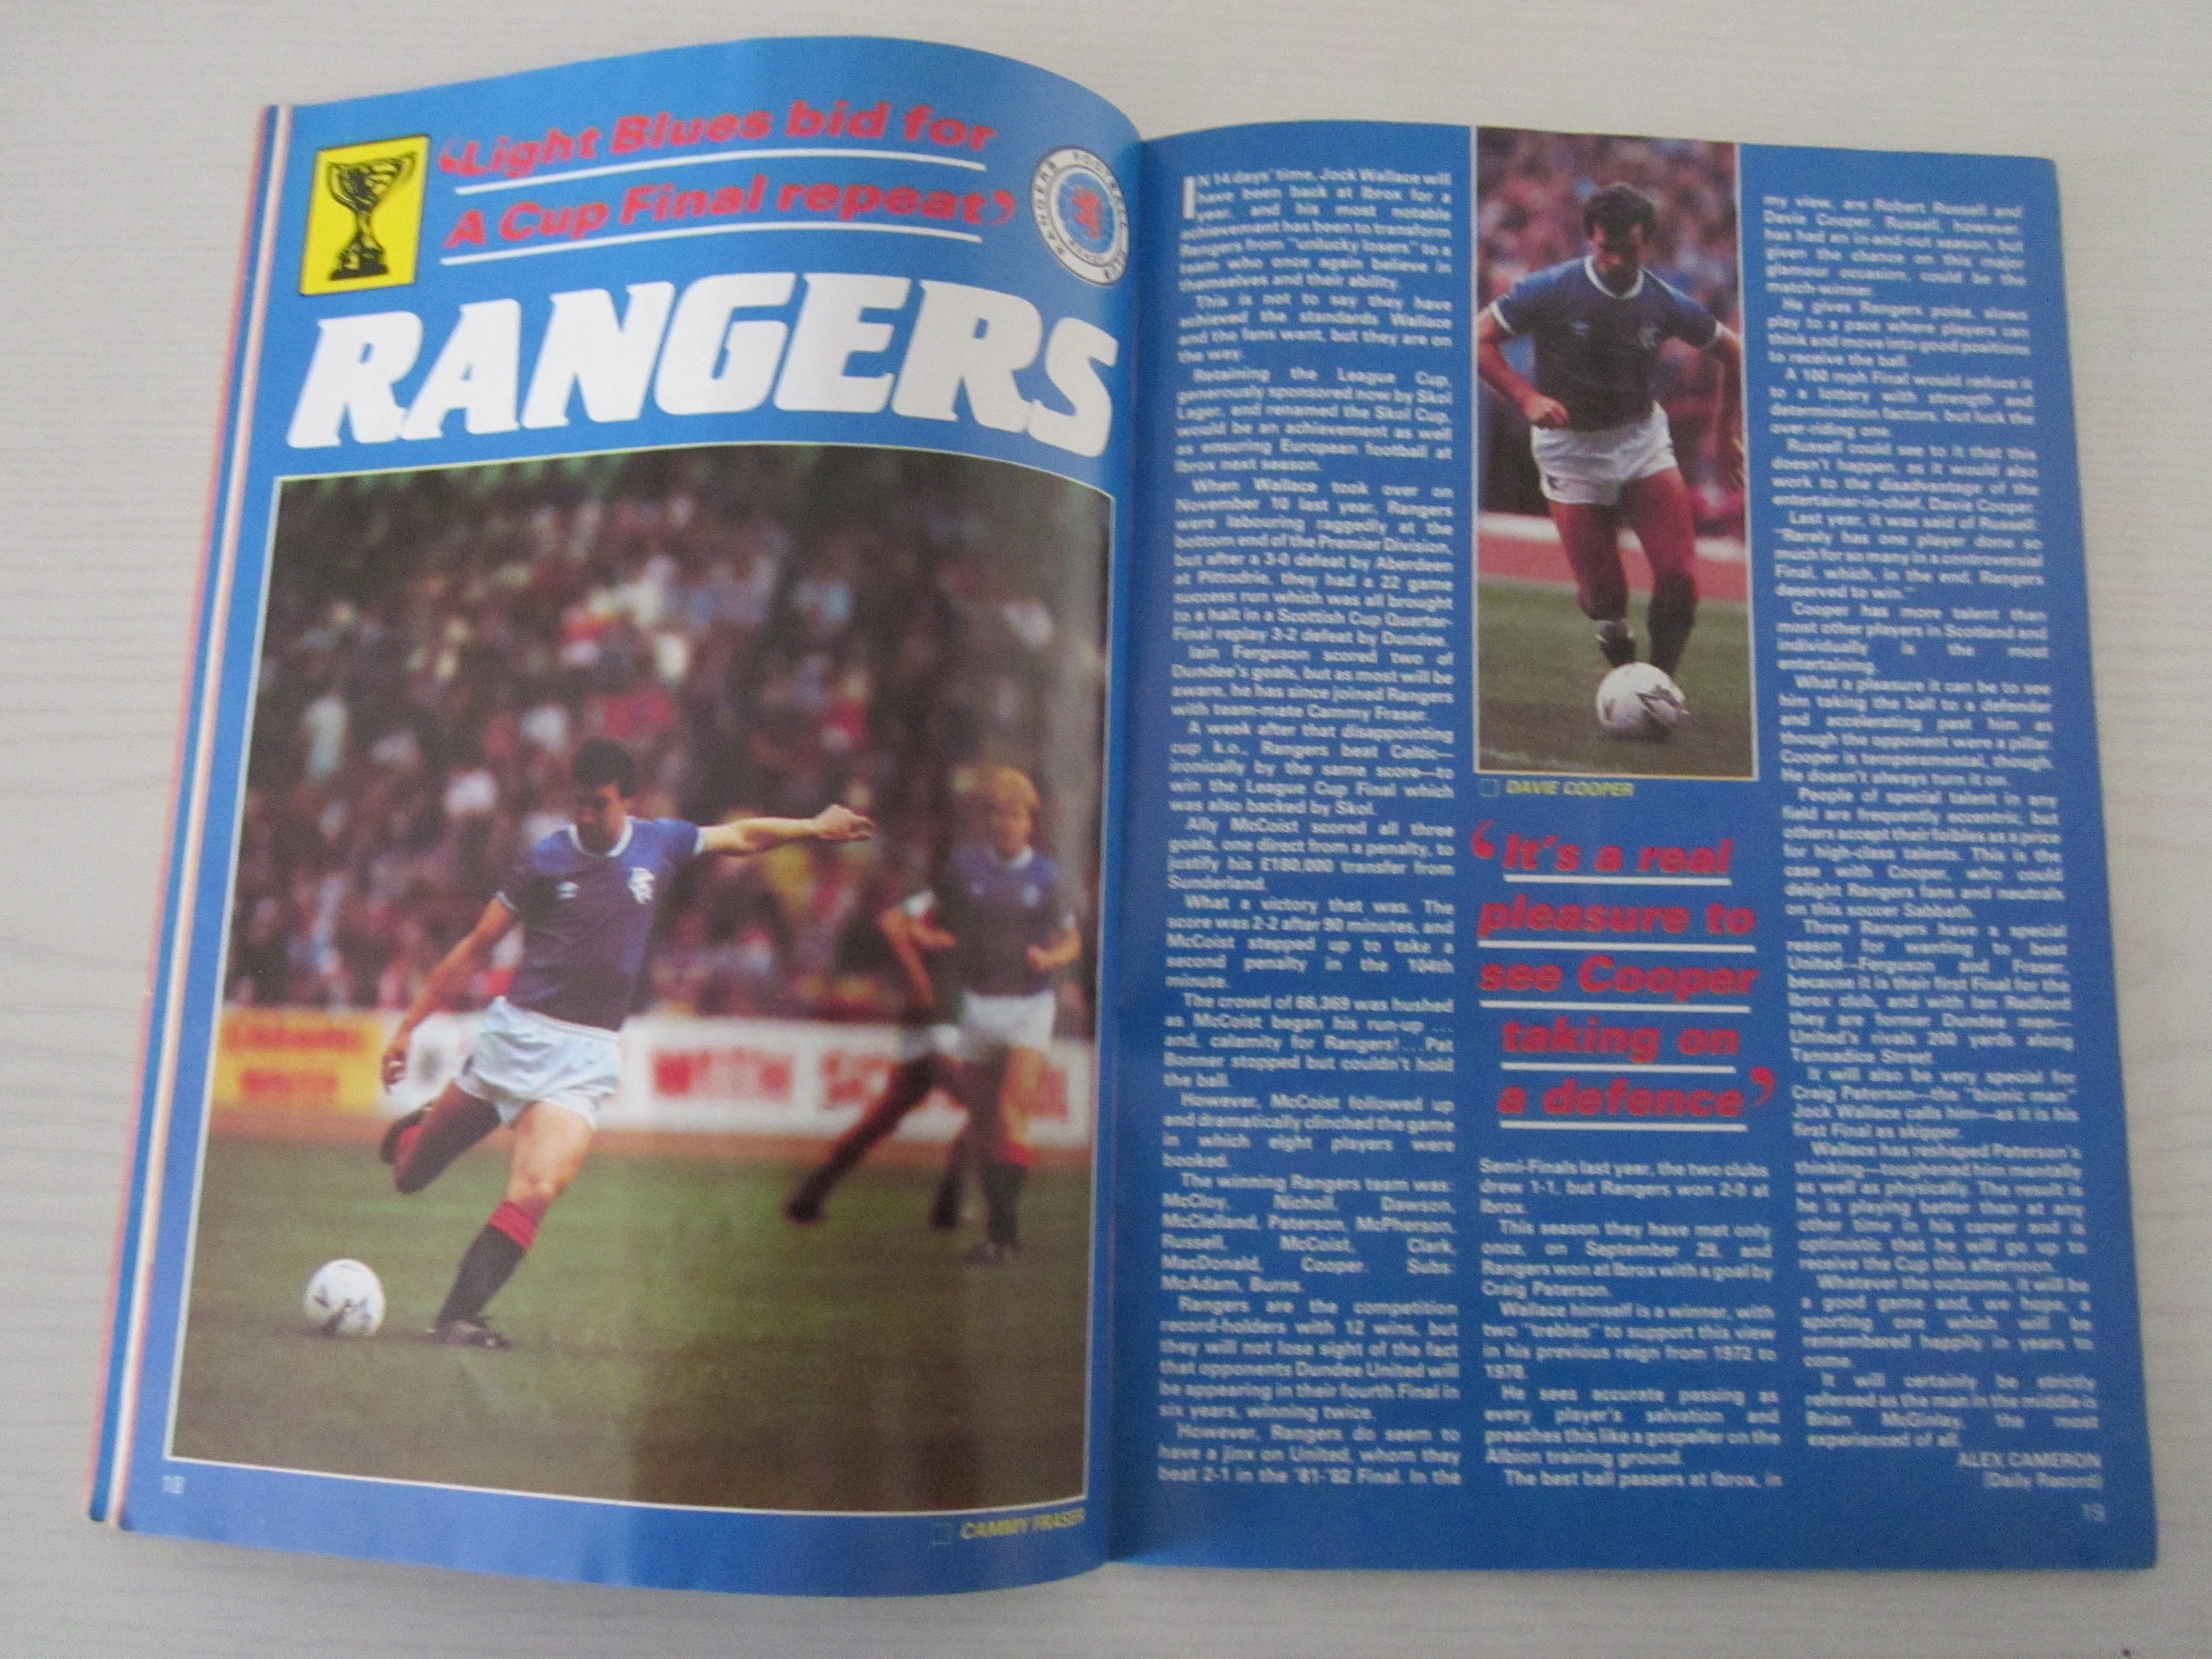 ‘Light Blues bid for
A Cup Final repeat’
RANGERS FOOTBALL CLUB
RANGERS
18
CAMMY FRASER
IN 14 days' time, Jock Wallace will
have been back at Ibrox for a
year, and his most notable
achievement has been to transform
Rangers from "unlucky losers" to a
team who once again believe in
themselves and their ability.
This is not to say they have
achieved the standards Wallace
and the fans want, but they are on
the way.
Retaining the League Cup,
generously sponsored now by Skol
Lager, and renamed the Skol Cup,
would be an achievement as well
as ensuring European football at
Ibrox next season.
When Wallace took over on
November 10 last year, Rangers
were labouring raggedly at the
bottom end of the Premier Division,
but after a 3-0 defeat by Aberdeen
at Pittodrie, they had a 22 game
success run which was all brought
to a halt in a Scottish Cup Quarter-
Final replay 3-2 defeat by Dundee.
Iain Ferguson scored two of
Dundee's goals, but as most will be
aware, he has since joined Rangers
with team-mate Cammy Fraser.
A week after that disappointing
cup k.o., Rangers beat Celtic—
ironically by the same score—to
win the League Cup Final which
was also backed by Skol.
Ally McCoist scored all three
goals, one direct from a penalty, to
justify his £180,000 transfer from
Sunderland.
What a victory that was. The
score was 2-2 after 90 minutes, and
McCoist stepped up to take a
second penalty in the 104th
minute.
The crowd of 66,369 was hushed
as McCoist began his run-up ...
and, calamity for Rangers! ... Pat
Bonner stopped but couldn't hold
the ball.
However, McCoist followed up
and dramatically clinched the game
in which eight players were
booked.
The winning Rangers team was:
McCloy, Nicholl, Dawson,
McClelland, Paterson, McPherson,
Russell, McCoist, Clark,
MacDonald, Cooper. Subs:
McAdam, Burns.
Rangers are the competition
record-holders with 12 wins, but
they will not lose sight of the fact
that opponents Dundee United will
be appearing in their fourth Final in
six years, winning twice.
However, Rangers do seem to
have a jinx on United, whom they
beat 2-1 in the '81-'82 Final. In the
DAVIE COOPER
‘It's a real
pleasure to
see Cooper
taking on
a defence’
Semi-Finals last year, the two clubs
drew 1-1, but Rangers won 2-0 at
Ibrox.
This season they have met only
once, on September 29, and
Rangers won at Ibrox with a goal by
Craig Paterson.
Wallace himself is a winner, with
two "trebles" to support this view
in his previous reign from 1972 to
1978.
He sees accurate passing as
every player's salvation and
preaches this like a gospeller on the
Albion training ground.
The best ball passers at Ibrox, in
my view, are Robert Russell and
Davie Cooper. Russell, however,
has had an in-and-out season, but
given the chance on this major
glamour occasion, could be the
match-winner.
He gives Rangers poise, slows
play to a pace where players can
think and move into good positions
to receive the ball.
A 100 mph Final would reduce it
to a lottery with strength and
determination factors, but luck the
over-riding one.
Russell could see to it that this
doesn't happen, as it would also
work to the disadvantage of the
entertainer-in-chief, Davie Cooper.
Last year, it was said of Russell:
"Rarely has one player done so
much for so many in a controversial
Final, which, in the end, Rangers
deserved to win."
Cooper has more talent than
most other players in Scotland and
individually is the most
entertaining.
What a pleasure it can be to see
him taking the ball to a defender
and accelerating past him as
though the opponent were a pillar.
Cooper is temperamental, though.
He doesn't always turn it on.
People of special talent in any
field are frequently eccentric, but
others accept their foibles as a price
for high-class talents. This is the
case with Cooper, who could
delight Rangers fans and neutrals
on this soccer Sabbath.
Three Rangers have a special
reason for wanting to beat
United—Ferguson and Fraser,
because it is their first Final for the
Ibrox club, and with Ian Redford
they are former Dundee men—
United's rivals 200 yards along
Tannadice Street.
It will also be very special for
Craig Paterson—the "bionic man"
Jock Wallace calls him—as it is his
first Final as skipper.
Wallace has reshaped Paterson's
thinking—toughened him mentally
as well as physically. The result is
he is playing better than at any
other time in his career and is
optimistic that he will go up to
receive the Cup this afternoon.
Whatever the outcome, it will be
a good game and, we hope, a
sporting one which will be
remembered happily in years to
come.
It will certainly be strictly
refereed as the man in the middle is
Brian McGinlay, the most
experienced of all.
ALEX CAMERON
(Daily Record)
19